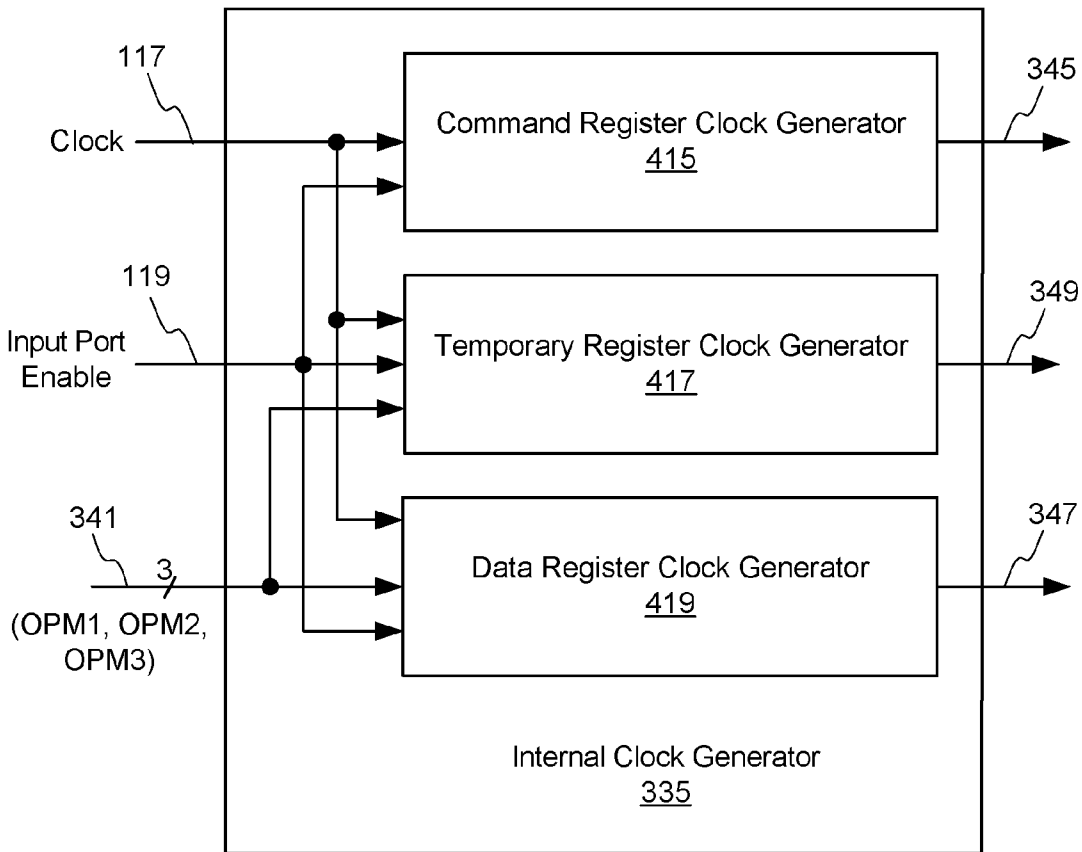 117
Clock
Command Register Clock Generator
415
345
119
Input Port
Enable
Temporary Register Clock Generator
417
349
341
3
(OPM1, OPM2,
OPM3)
Data Register Clock Generator
419
347
Internal Clock Generator
335